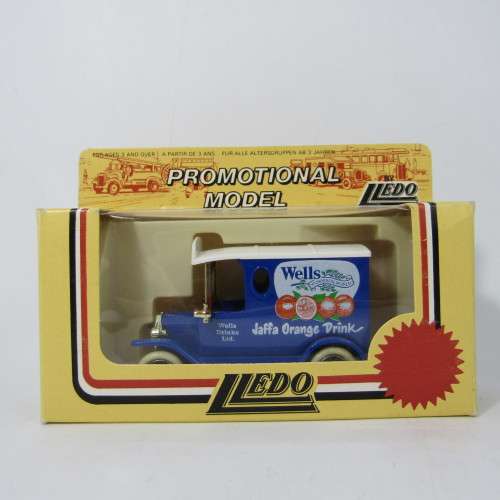 FOR AGES 3 AND OVER / A PARTIR DE 3 ANS / FUR ALLE ALTERSGRUPPEN AB 3 JAHREN
PROMOTIONAL
MODEL
LLEDO
Wells
Jaffa Orange Drink
Wells
Drinks
Ltd.
LLEDO